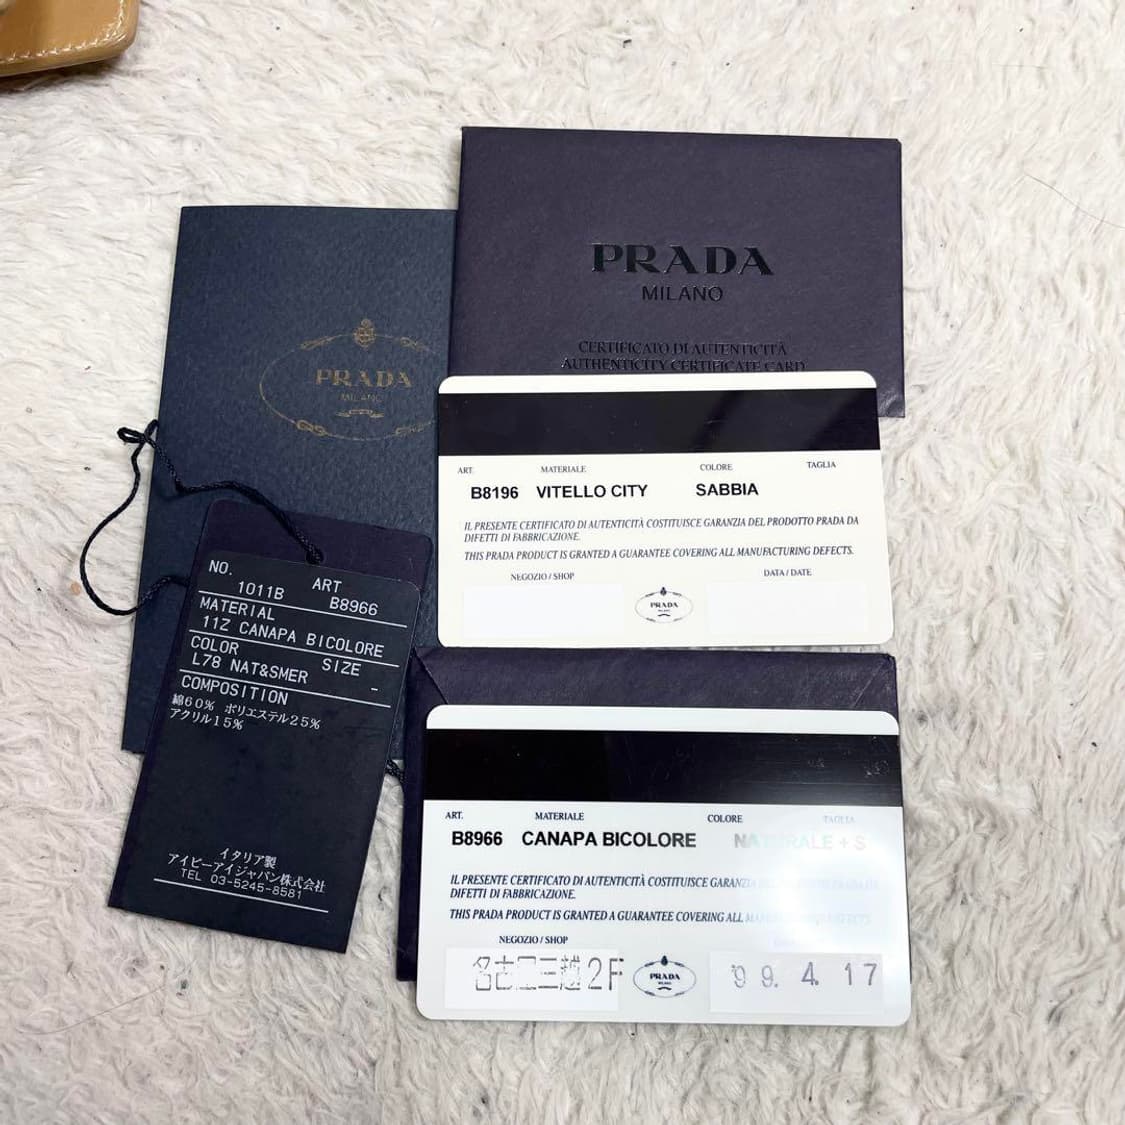 PRADA
MILANO
CERTIFICATO DI AUTENTICITÀ
AUTHENTICITY CERTIFICATE CARD
PRADA
MILANO
ART. MATERIALE COLORE TAGLIA
B8196 VITELLO CITY SABBIA
IL PRESENTE CERTIFICATO DI AUTENTICITÀ COSTITUISCE GARANZIA DEL PRODOTTO PRADA DA
DIFETTI DI FABBRICAZIONE.
THIS PRADA PRODUCT IS GRANTED A GUARANTEE COVERING ALL MANUFACTURING DEFECTS.
NEGOZIO / SHOP DATA / DATE
PRADA
MILANO
NO. 1011B ART B8966
MATERIAL
11Z CANAPA BICOLORE
COLOR SIZE
L78 NAT&SMER -
COMPOSITION
綿60% ポリエステル25%
アクリル15%
イタリア製
アイピーアイジャパン株式会社
TEL 03-5245-8581
ART. MATERIALE COLORE TAGLIA
B8966 CANAPA BICOLORE NATURALE + S
IL PRESENTE CERTIFICATO DI AUTENTICITÀ COSTITUISCE GARANZIA
DIFETTI DI FABBRICAZIONE.
THIS PRADA PRODUCT IS GRANTED A GUARANTEE COVERING ALL
NEGOZIO / SHOP
名古屋三越2F PRADA MILANO '99. 4. 17